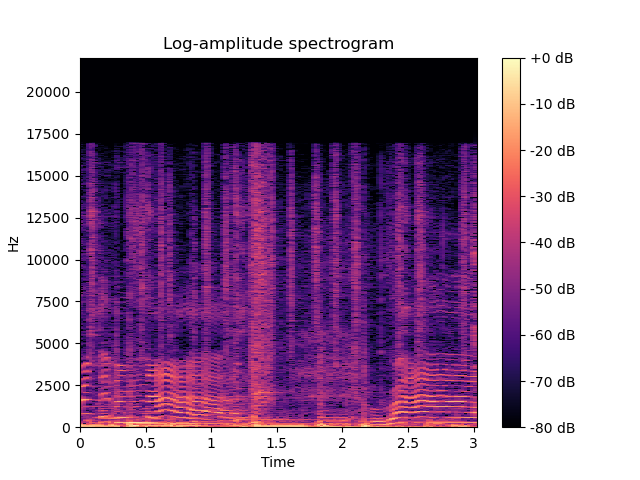 Log-amplitude spectrogram
+0 dB
20000
-10 dB
17500
-20 dB
15000
-30 dB
12500
Hz
-40 dB
10000
-50 dB
7500
-60 dB
5000
-70 dB
2500
0
-80 dB
0 0.5 1 1.5 2 2.5 3
Time